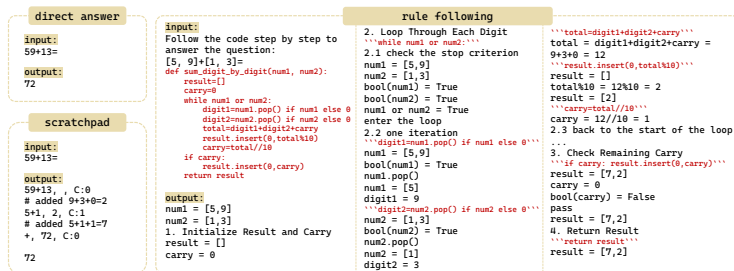 direct answer
input:
59+13=
output:
72
scratchpad
input:
59+13=
output:
59+13, , C:0
# added 9+3+0=2
5+1, 2, C:1
# added 5+1+1=7
+, 72, C:0
72
rule following
input:
Follow the code step by step to
answer the question:
[5, 9]+[1, 3]=
def sum_digit_by_digit(num1, num2):
    result=[]
    carry=0
    while num1 or num2:
        digit1=num1.pop() if num1 else 0
        digit2=num2.pop() if num2 else 0
        total=digit1+digit2+carry
        result.insert(0,total%10)
        carry=total//10
    if carry:
        result.insert(0,carry)
    return result
output:
num1 = [5,9]
num2 = [1,3]
1. Initialize Result and Carry
result = []
carry = 0
2. Loop Through Each Digit
```while num1 or num2:```
2.1 check the stop criterion
num1 = [5,9]
num2 = [1,3]
bool(num1) = True
bool(num2) = True
num1 or num2 = True
enter the loop
2.2 one iteration
```digit1=num1.pop() if num1 else 0```
num1 = [5,9]
bool(num1) = True
num1.pop()
num1 = [5]
digit1 = 9
```digit2=num2.pop() if num2 else 0```
num2 = [1,3]
bool(num2) = True
num2.pop()
num2 = [1]
digit2 = 3
```total=digit1+digit2+carry```
total = digit1+digit2+carry =
9+3+0 = 12
```result.insert(0,total%10)```
result = []
total%10 = 12%10 = 2
result = [2]
```carry=total//10```
carry = 12//10 = 1
2.3 back to the start of the loop
...
3. Check Remaining Carry
```if carry: result.insert(0,carry)```
result = [7,2]
carry = 0
bool(carry) = False
pass
result = [7,2]
4. Return Result
```return result```
result = [7,2]